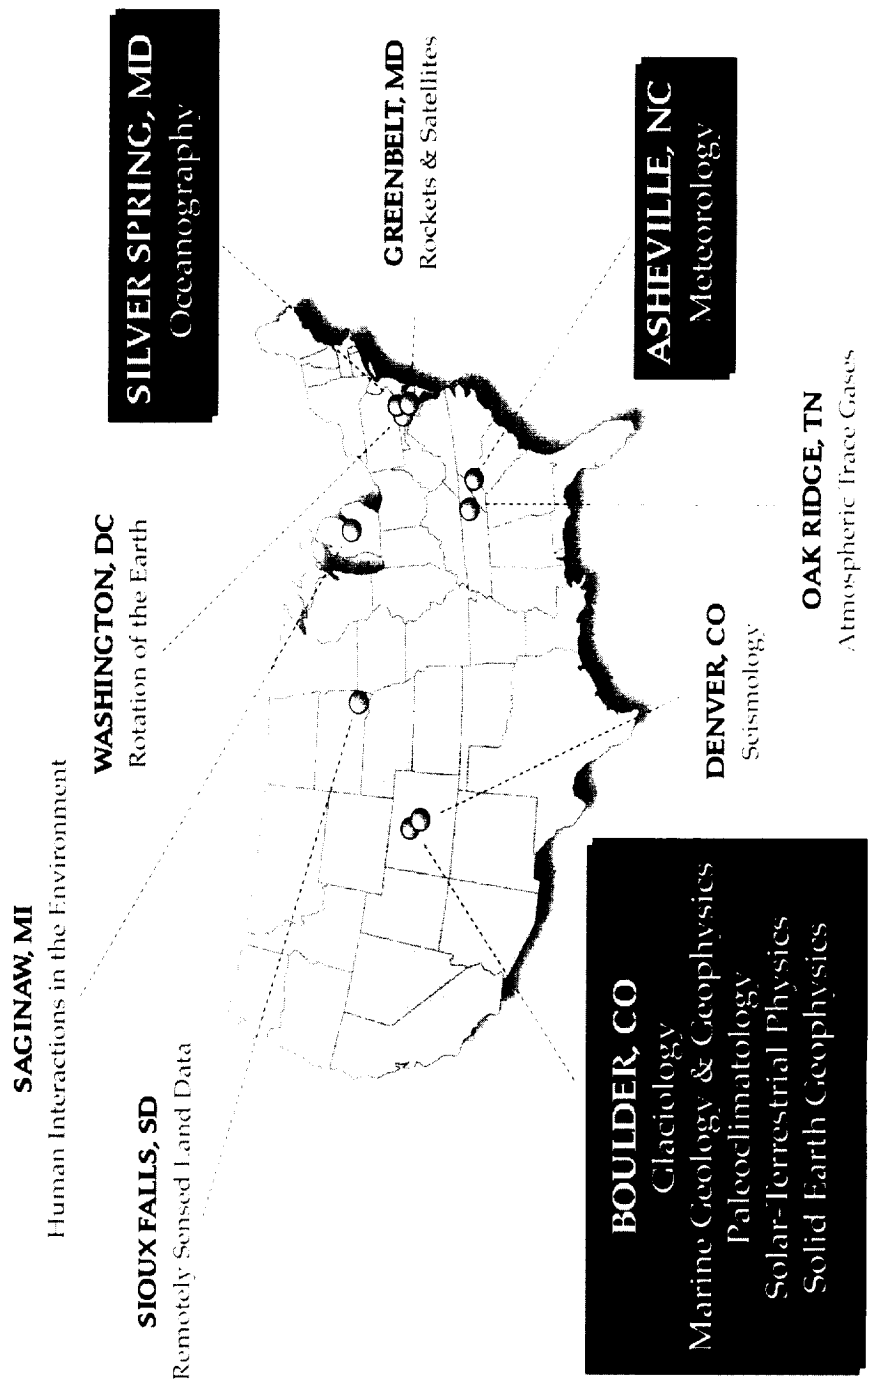 SAGINAW, MI
Human Interactions in the Environment
SIOUX FALLS, SD
Remotely Sensed Land Data
WASHINGTON, DC
Rotation of the Earth
SILVER SPRING, MD
Oceanography
GREENBELT, MD
Rockets & Satellites
BOULDER, CO
Glaciology
Marine Geology & Geophysics
Paleoclimatology
Solar-Terrestrial Physics
Solid Earth Geophysics
DENVER, CO
Seismology
OAK RIDGE, TN
Atmospheric Trace Gases
ASHEVILLE, NC
Meteorology